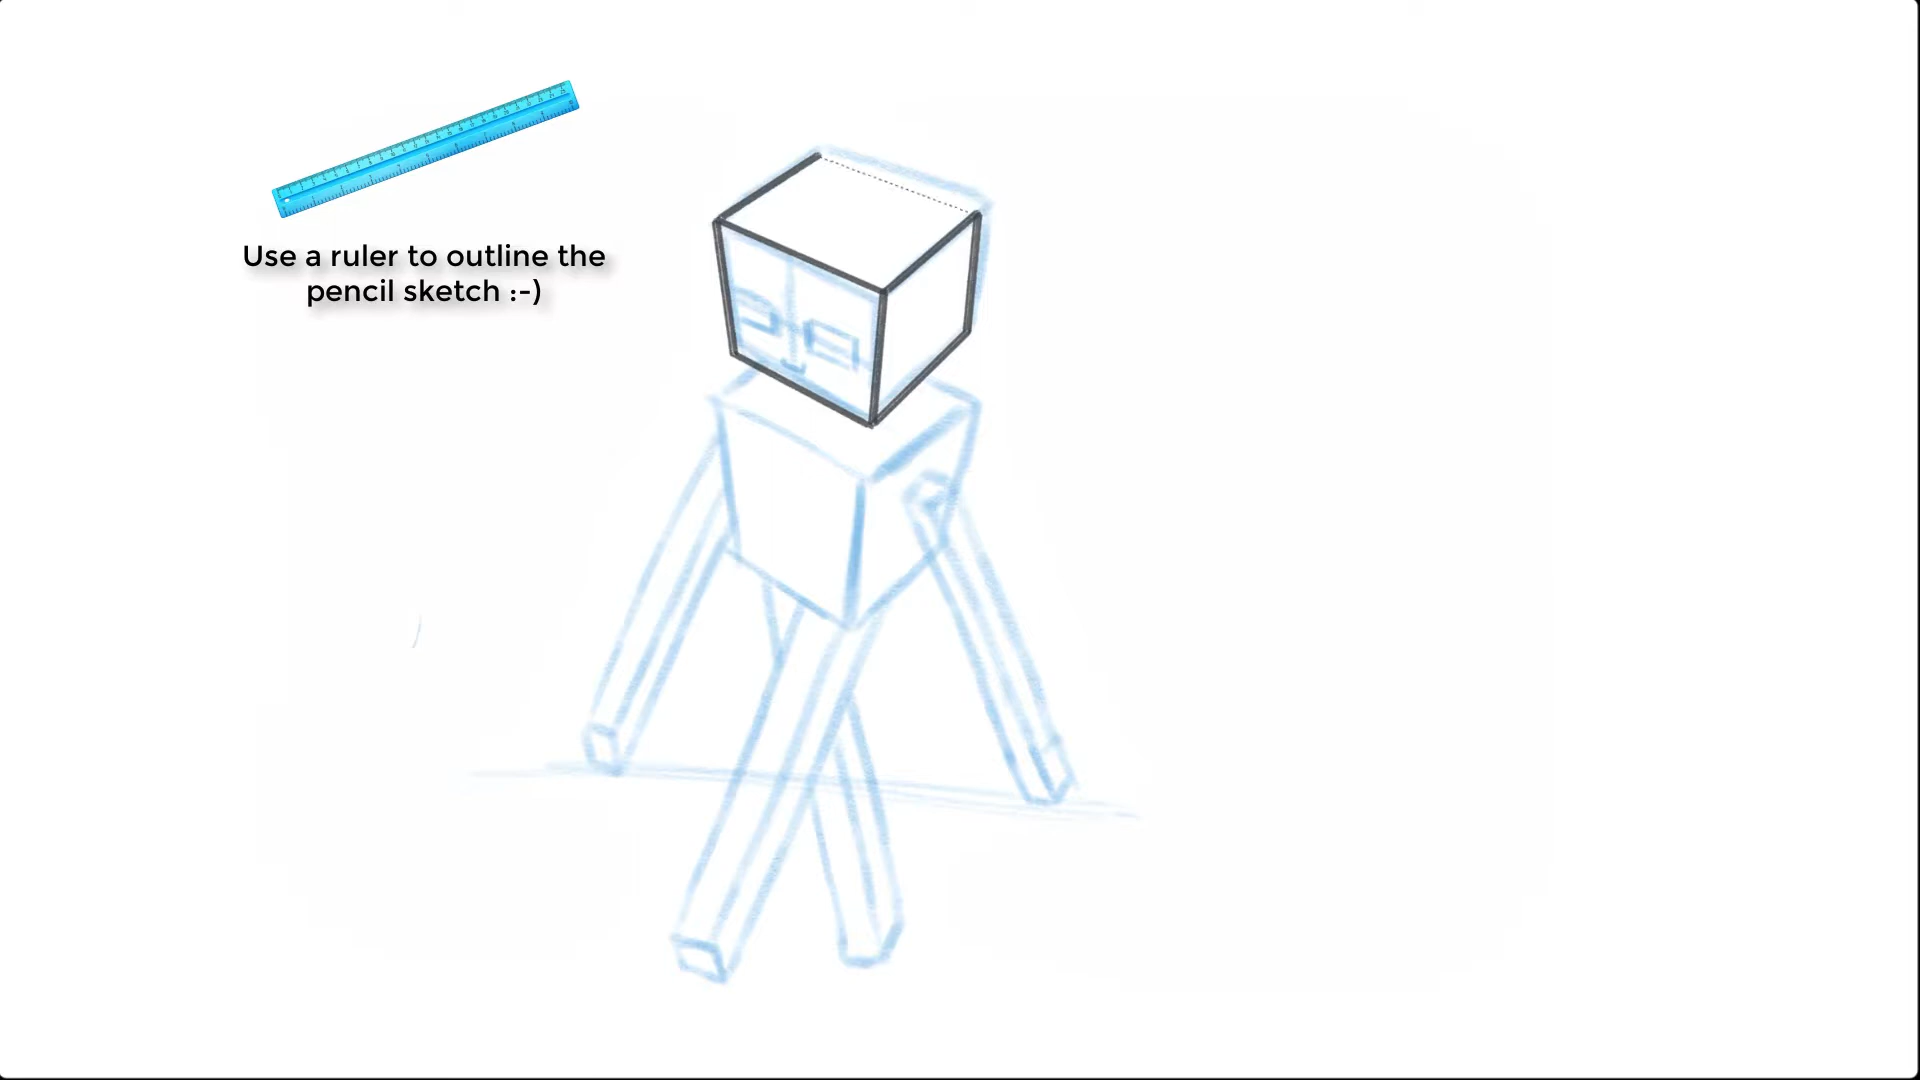 Use a ruler to outline the
pencil sketch :-)